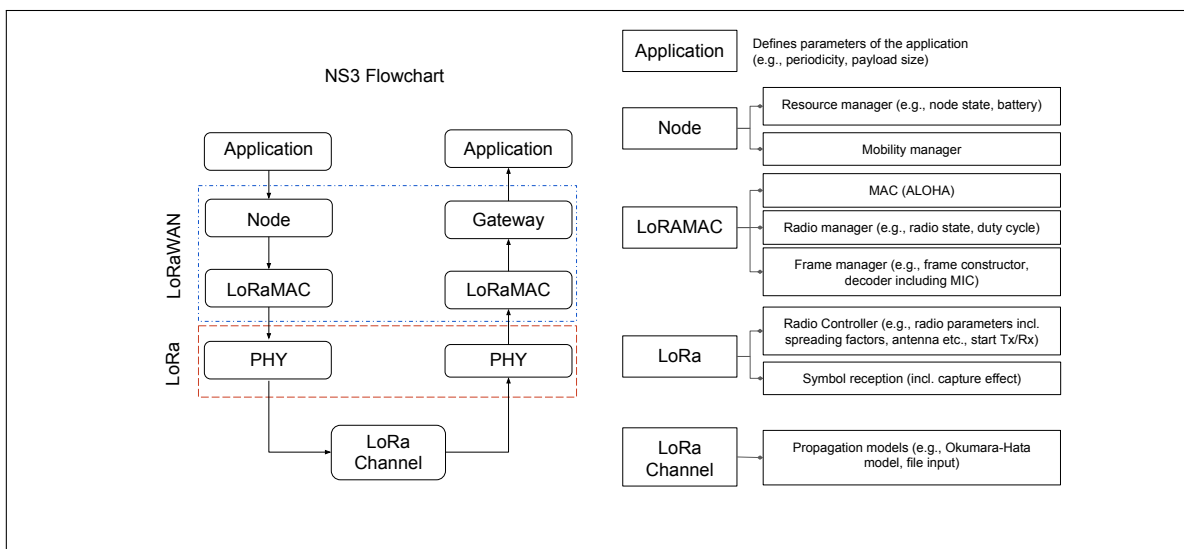 NS3 Flowchart
Application
Application
Node
Gateway
LoRaMAC
LoRaMAC
PHY
PHY
LoRa
Channel
LoRaWAN
LoRa
Application
Defines parameters of the application
(e.g., periodicity, payload size)
Node
Resource manager (e.g., node state, battery)
Mobility manager
LoRAMAC
MAC (ALOHA)
Radio manager (e.g., radio state, duty cycle)
Frame manager (e.g., frame constructor,
decoder including MIC)
LoRa
Radio Controller (e.g., radio parameters incl.
spreading factors, antenna etc., start Tx/Rx)
Symbol reception (incl. capture effect)
LoRa
Channel
Propagation models (e.g., Okumara-Hata
model, file input)